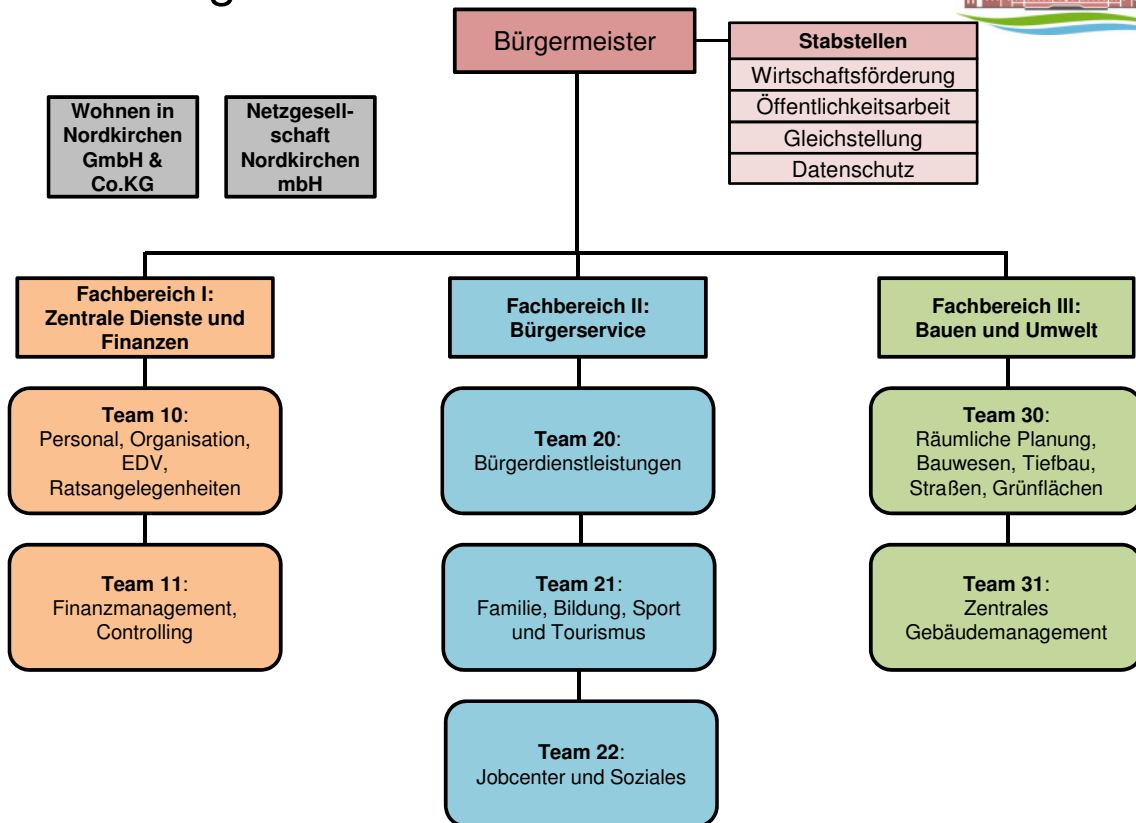 Bürgermeister
Stabstellen
Wirtschaftsförderung
Öffentlichkeitsarbeit
Gleichstellung
Datenschutz
Wohnen in
Nordkirchen
GmbH &
Co.KG
Netzgesell-
schaft
Nordkirchen
mbH
Fachbereich I:
Zentrale Dienste und
Finanzen
Team 10:
Personal, Organisation,
EDV,
Ratsangelegenheiten
Team 11:
Finanzmanagement,
Controlling
Fachbereich II:
Bürgerservice
Team 20:
Bürgerdienstleistungen
Team 21:
Familie, Bildung, Sport
und Tourismus
Team 22:
Jobcenter und Soziales
Fachbereich III:
Bauen und Umwelt
Team 30:
Räumliche Planung,
Bauwesen, Tiefbau,
Straßen, Grünflächen
Team 31:
Zentrales
Gebäudemanagement